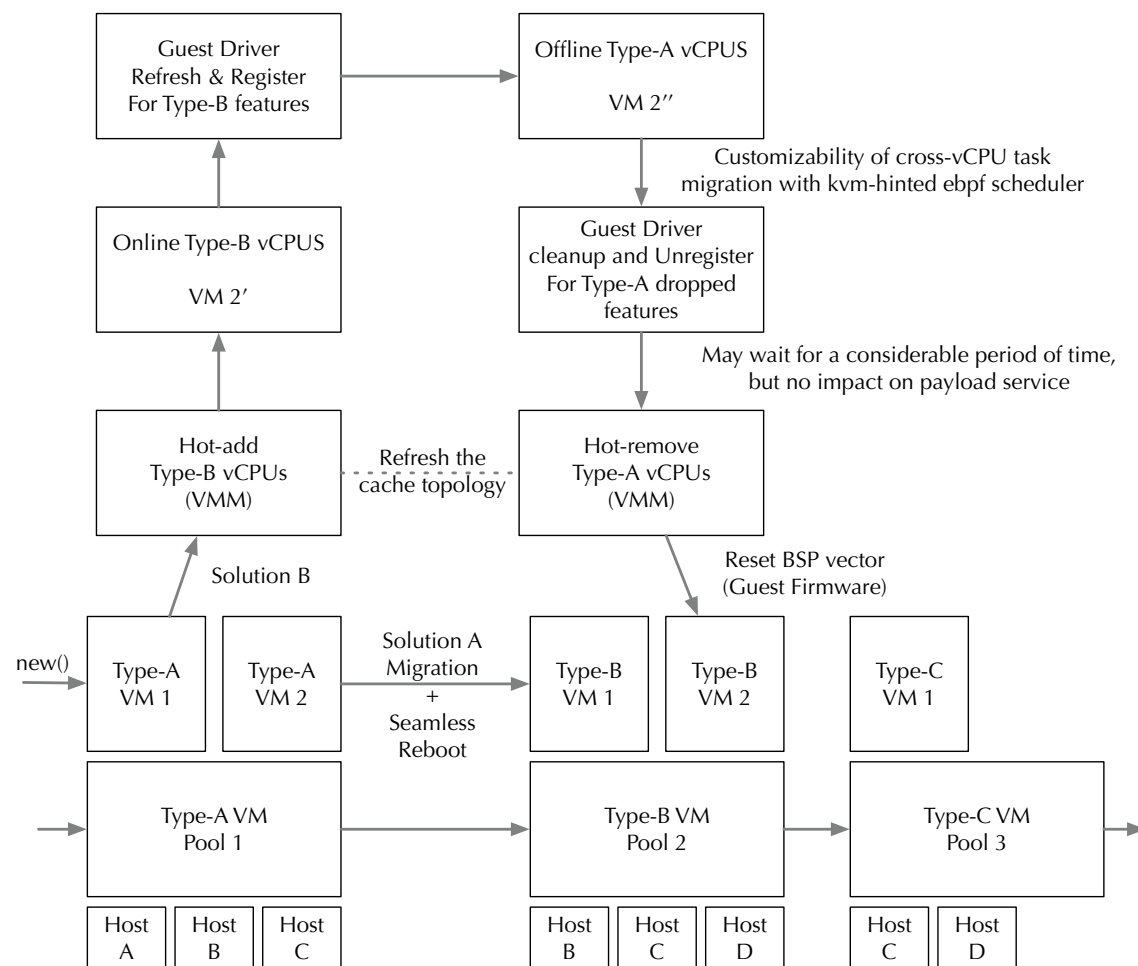 Guest Driver
Refresh & Register
For Type-B features
Offline Type-A vCPUS
VM 2′′
Customizability of cross-vCPU task
migration with kvm-hinted ebpf scheduler
Online Type-B vCPUS
VM 2′
Guest Driver
cleanup and Unregister
For Type-A dropped
features
May wait for a considerable period of time,
but no impact on payload service
Hot-add
Type-B vCPUs
(VMM)
Refresh the
cache topology
Hot-remove
Type-A vCPUs
(VMM)
Solution B
Reset BSP vector
(Guest Firmware)
new()
Type-A
VM 1
Type-A
VM 2
Solution A
Migration
+
Seamless
Reboot
Type-B
VM 1
Type-B
VM 2
Type-C
VM 1
Type-A VM
Pool 1
Type-B VM
Pool 2
Type-C VM
Pool 3
Host
A
Host
B
Host
C
Host
B
Host
C
Host
D
Host
C
Host
D